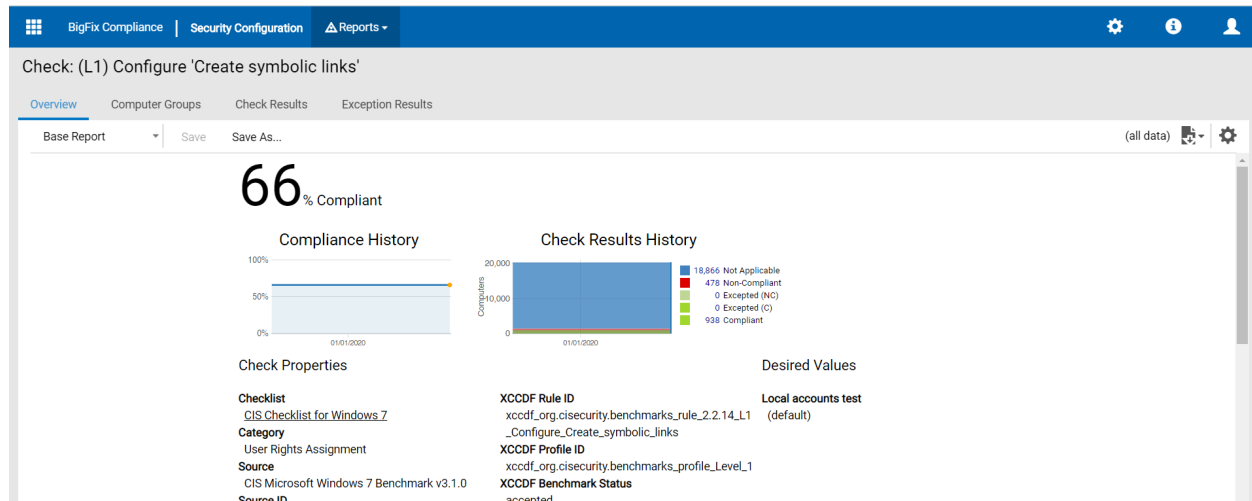 BigFix Compliance | Security Configuration Reports
Check: (L1) Configure 'Create symbolic links'
Overview Computer Groups Check Results Exception Results
Base Report Save Save As... (all data)
66% Compliant
Compliance History
100%
50%
0%
01/01/2020
Check Results History
Computers
20,000
10,000
0
01/01/2020
18,866 Not Applicable
478 Non-Compliant
0 Excepted (NC)
0 Excepted (C)
938 Compliant
Check Properties
Checklist
CIS Checklist for Windows 7
Category
User Rights Assignment
Source
CIS Microsoft Windows 7 Benchmark v3.1.0
Source ID
XCCDF Rule ID
xccdf_org.cisecurity.benchmarks_rule_2.2.14_L1
_Configure_Create_symbolic_links
XCCDF Profile ID
xccdf_org.cisecurity.benchmarks_profile_Level_1
XCCDF Benchmark Status
accepted
Desired Values
Local accounts test
(default)